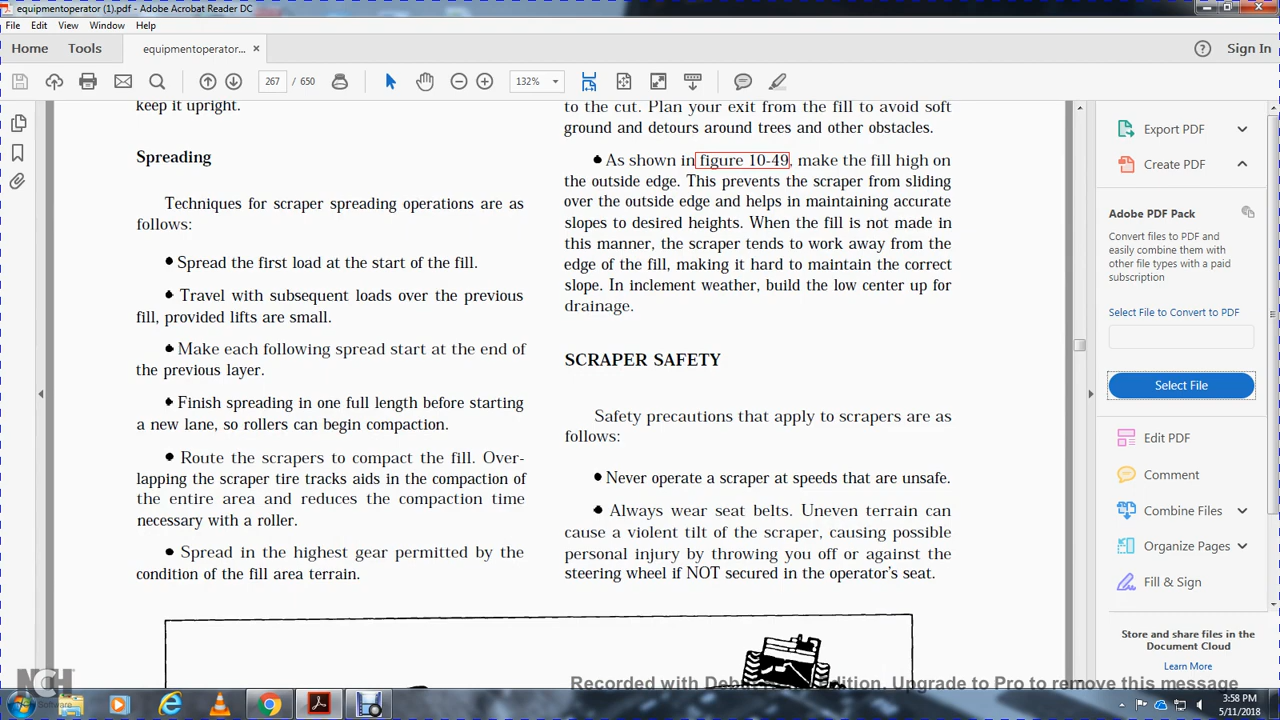 equipmentoperator (1).pdf - Adobe Acrobat Reader DC
File Edit View Window Help
Home Tools equipmentoperator... × Sign In
267 / 650 132%
keep it upright.
Spreading
Techniques for scraper spreading operations are as
follows:
● Spread the first load at the start of the fill.
● Travel with subsequent loads over the previous
fill, provided lifts are small.
● Make each following spread start at the end of
the previous layer.
● Finish spreading in one full length before starting
a new lane, so rollers can begin compaction.
● Route the scrapers to compact the fill. Over-
lapping the scraper tire tracks aids in the compaction of
the entire area and reduces the compaction time
necessary with a roller.
● Spread in the highest gear permitted by the
condition of the fill area terrain.
to the cut. Plan your exit from the fill to avoid soft
ground and detours around trees and other obstacles.
● As shown in figure 10-49, make the fill high on
the outside edge. This prevents the scraper from sliding
over the outside edge and helps in maintaining accurate
slopes to desired heights. When the fill is not made in
this manner, the scraper tends to work away from the
edge of the fill, making it hard to maintain the correct
slope. In inclement weather, build the low center up for
drainage.
SCRAPER SAFETY
Safety precautions that apply to scrapers are as
follows:
● Never operate a scraper at speeds that are unsafe.
● Always wear seat belts. Uneven terrain can
cause a violent tilt of the scraper, causing possible
personal injury by throwing you off or against the
steering wheel if NOT secured in the operator's seat.
Export PDF
Create PDF
Adobe PDF Pack
Convert files to PDF and
easily combine them with
other file types with a paid
subscription
Select File to Convert to PDF
Select File
Edit PDF
Comment
Combine Files
Organize Pages
Fill & Sign
Store and share files in the
Document Cloud
Learn More
NCH
Recorded with Upgrade to Pro to remove this message
3:58 PM
5/11/2018